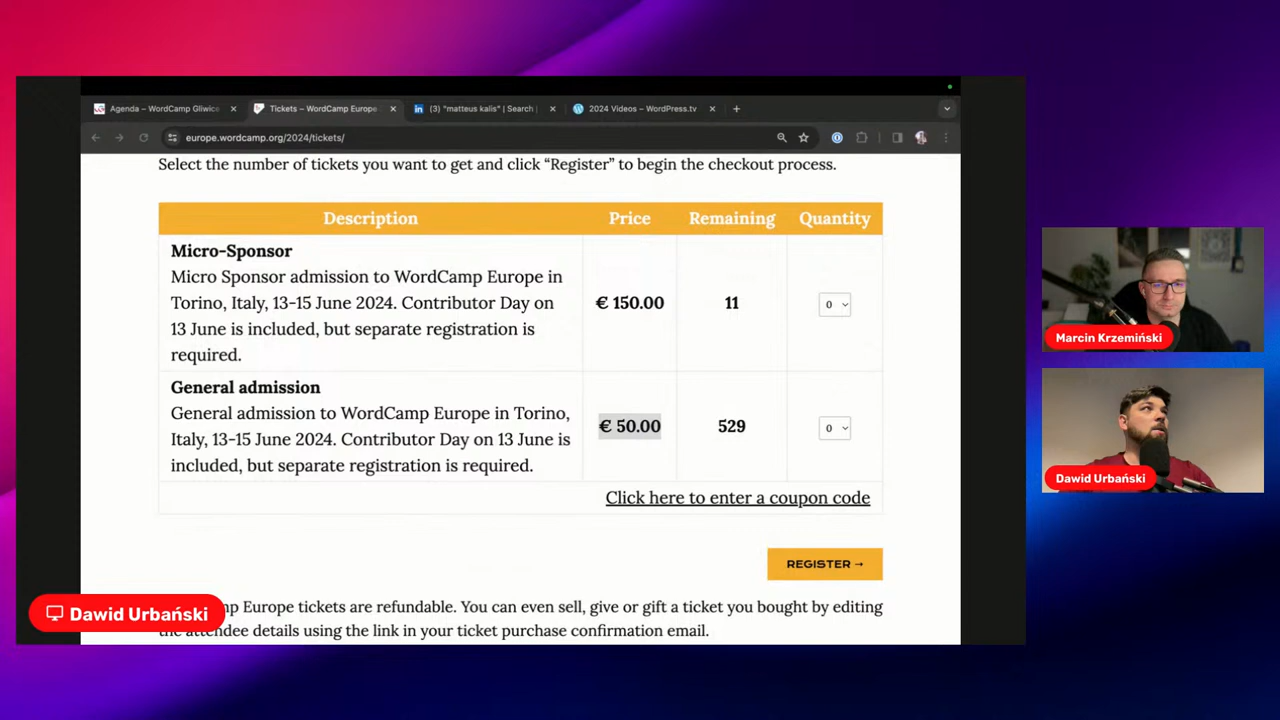 Agenda – WordCamp Gliwice
Tickets – WordCamp Europe
(3) "matteus kalis" | Search |
2024 Videos – WordPress.tv
europe.wordcamp.org/2024/tickets/
Select the number of tickets you want to get and click “Register” to begin the checkout process.
Description Price Remaining Quantity
Micro-Sponsor
Micro Sponsor admission to WordCamp Europe in
Torino, Italy, 13-15 June 2024. Contributor Day on
13 June is included, but separate registration is
required.
€ 150.00
11
0
General admission
General admission to WordCamp Europe in Torino,
Italy, 13-15 June 2024. Contributor Day on 13 June is
included, but separate registration is required.
€ 50.00
529
0
Click here to enter a coupon code
REGISTER →
mp Europe tickets are refundable. You can even sell, give or gift a ticket you bought by editing
the attendee details using the link in your ticket purchase confirmation email.
Dawid Urbański
Marcin Krzemiński
Dawid Urbański